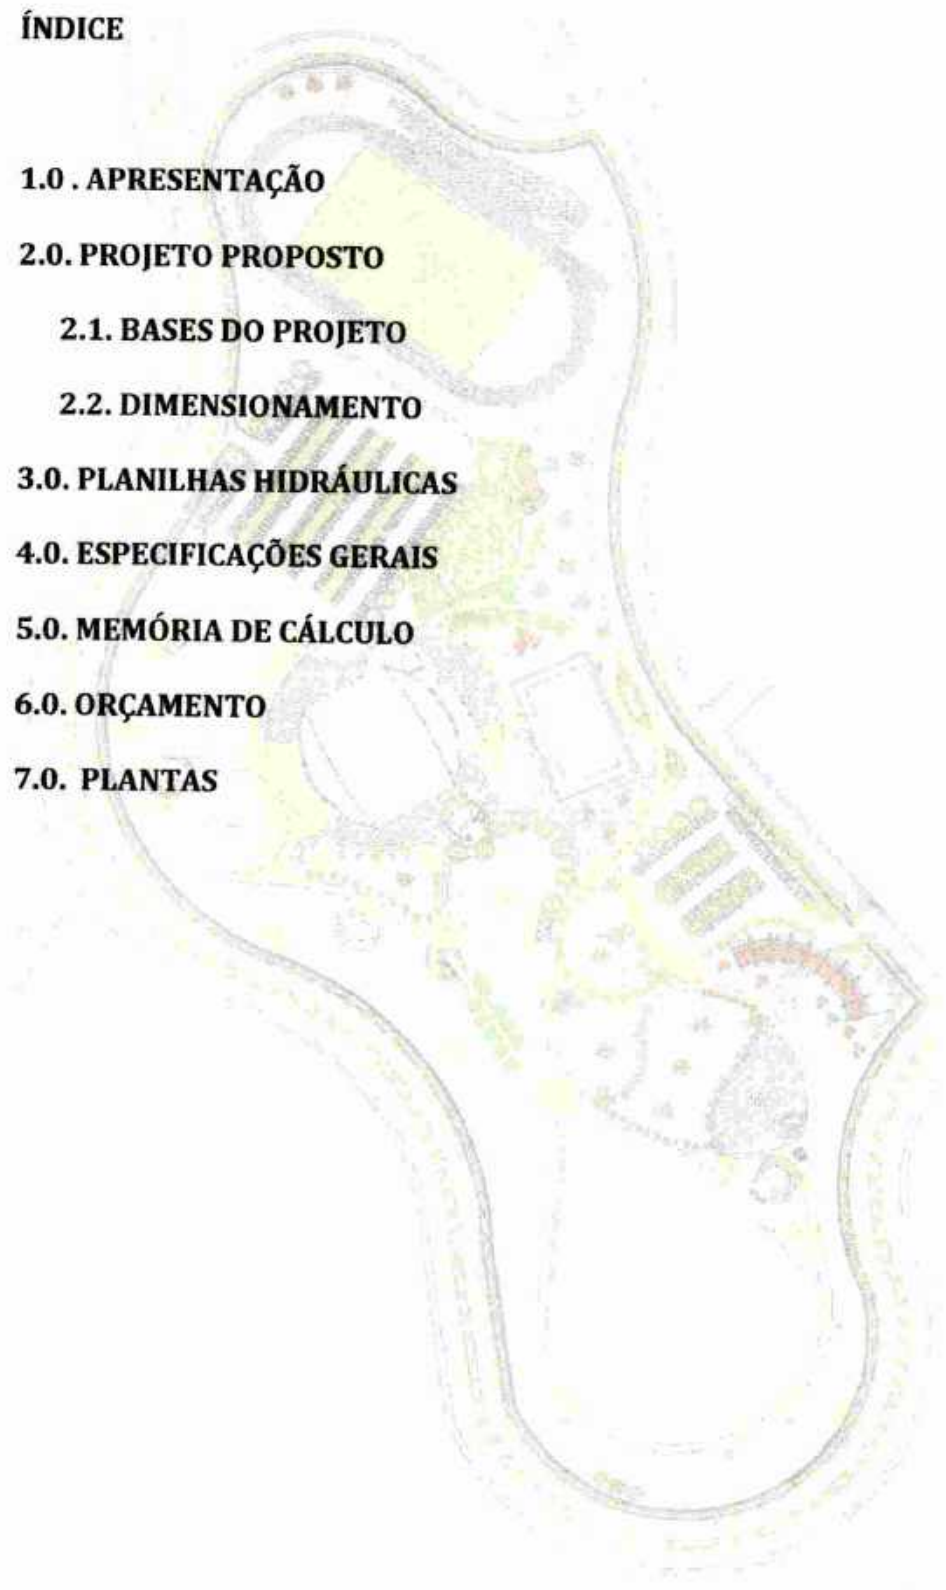 ÍNDICE
1.0 . APRESENTAÇÃO
2.0. PROJETO PROPOSTO
2.1. BASES DO PROJETO
2.2. DIMENSIONAMENTO
3.0. PLANILHAS HIDRÁULICAS
4.0. ESPECIFICAÇÕES GERAIS
5.0. MEMÓRIA DE CÁLCULO
6.0. ORÇAMENTO
7.0. PLANTAS